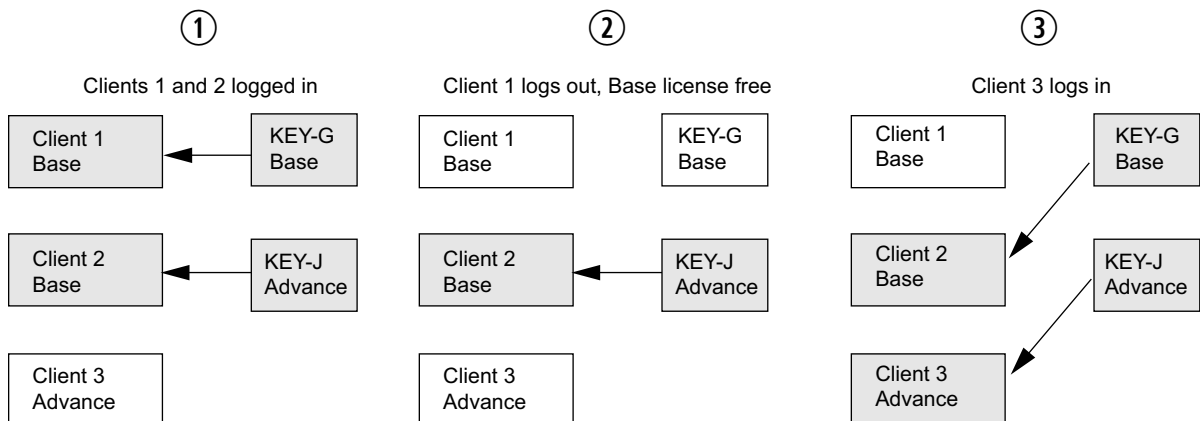 ①
Clients 1 and 2 logged in
Client 1
Base
KEY-G
Base
Client 2
Base
KEY-J
Advance
Client 3
Advance
②
Client 1 logs out, Base license free
Client 1
Base
KEY-G
Base
Client 2
Base
KEY-J
Advance
Client 3
Advance
③
Client 3 logs in
Client 1
Base
KEY-G
Base
Client 2
Base
KEY-J
Advance
Client 3
Advance